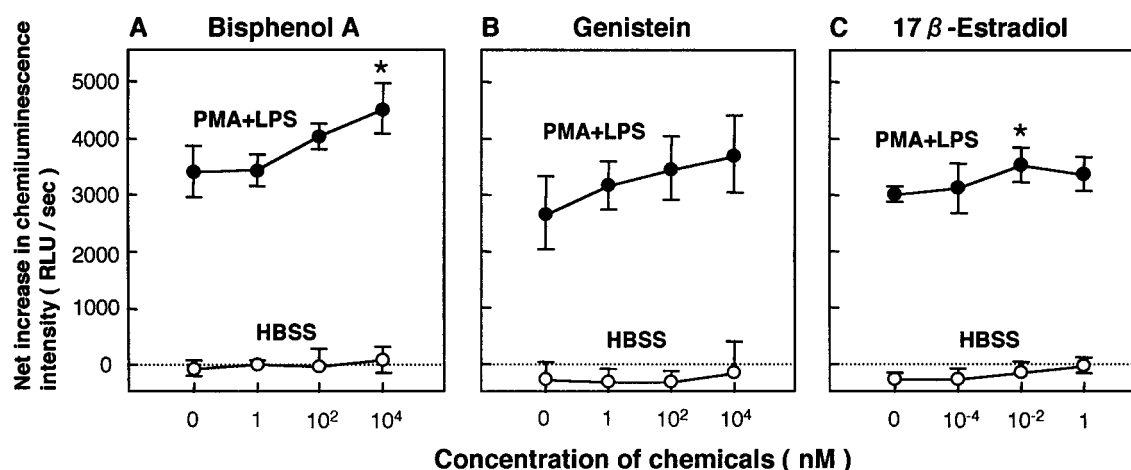 A Bisphenol A
B Genistein
C 17β-Estradiol
Net increase in chemiluminescence
intensity ( RLU / sec )
5000
4000
3000
2000
1000
0
*
PMA+LPS
HBSS
0 1 10² 10⁴
PMA+LPS
HBSS
0 1 10² 10⁴
*
PMA+LPS
HBSS
0 10⁻⁴ 10⁻² 1
Concentration of chemicals ( nM )